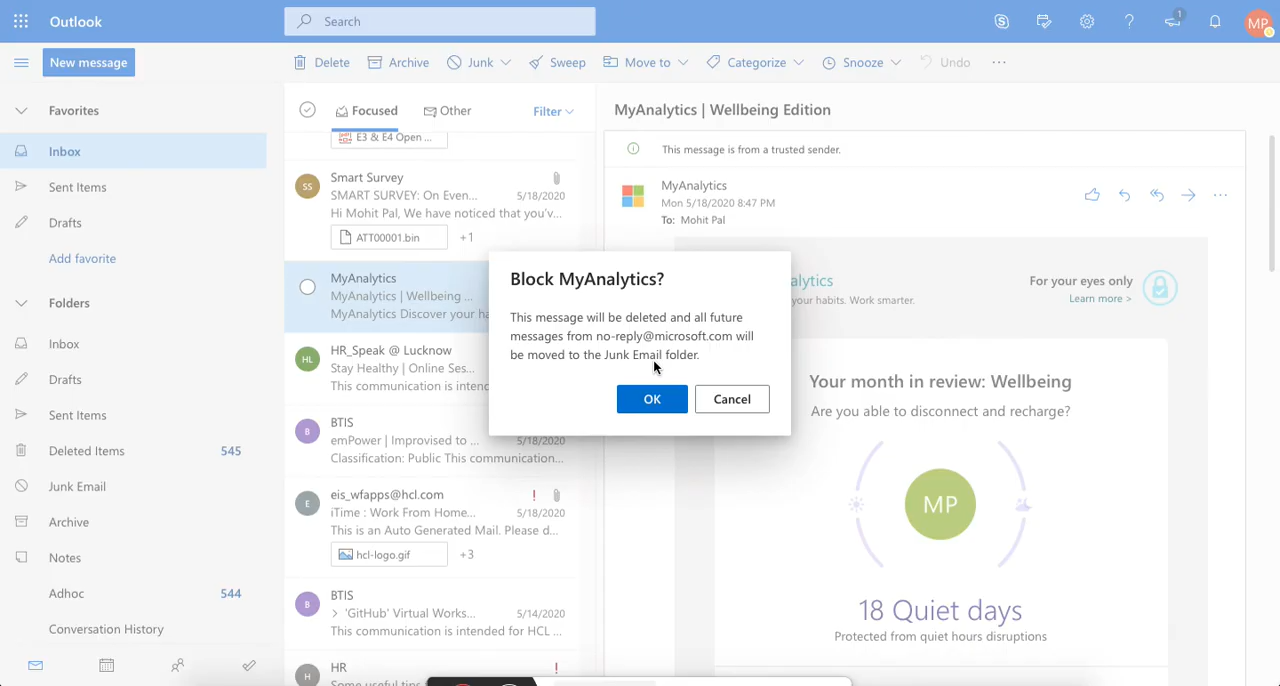 Outlook
Search
1
MP
New message
Delete
Archive
Junk
Sweep
Move to
Categorize
Snooze
Undo
Favorites
Inbox
Sent Items
Drafts
Add favorite
Folders
Inbox
Drafts
Sent Items
Deleted Items 545
Junk Email
Archive
Notes
Adhoc 544
Conversation History
Focused
Other
Filter
E3 & E4 Open ...
SS
Smart Survey
SMART SURVEY: On Even... 5/18/2020
Hi Mohit Pal, We have noticed that you'v...
ATT00001.bin +1
MyAnalytics
MyAnalytics | Wellbeing ...
MyAnalytics Discover your ha
HL
HR_Speak @ Lucknow
Stay Healthy | Online Ses...
This communication is intend
B
BTIS
emPower | Improvised to ... 5/18/2020
Classification: Public This communication...
E
eis_wfapps@hcl.com !
iTime : Work From Home... 5/18/2020
This is an Auto Generated Mail. Please d...
hcl-logo.gif +3
B
BTIS
> 'GitHub' Virtual Works... 5/14/2020
This communication is intended for HCL ...
H
HR !
Some useful tips f
MyAnalytics | Wellbeing Edition
This message is from a trusted sender.
MyAnalytics
Mon 5/18/2020 8:47 PM
To: Mohit Pal
alytics
your habits. Work smarter.
For your eyes only
Learn more >
Your month in review: Wellbeing
Are you able to disconnect and recharge?
MP
18 Quiet days
Protected from quiet hours disruptions
Block MyAnalytics?
This message will be deleted and all future
messages from no-reply@microsoft.com will
be moved to the Junk Email folder.
OK
Cancel